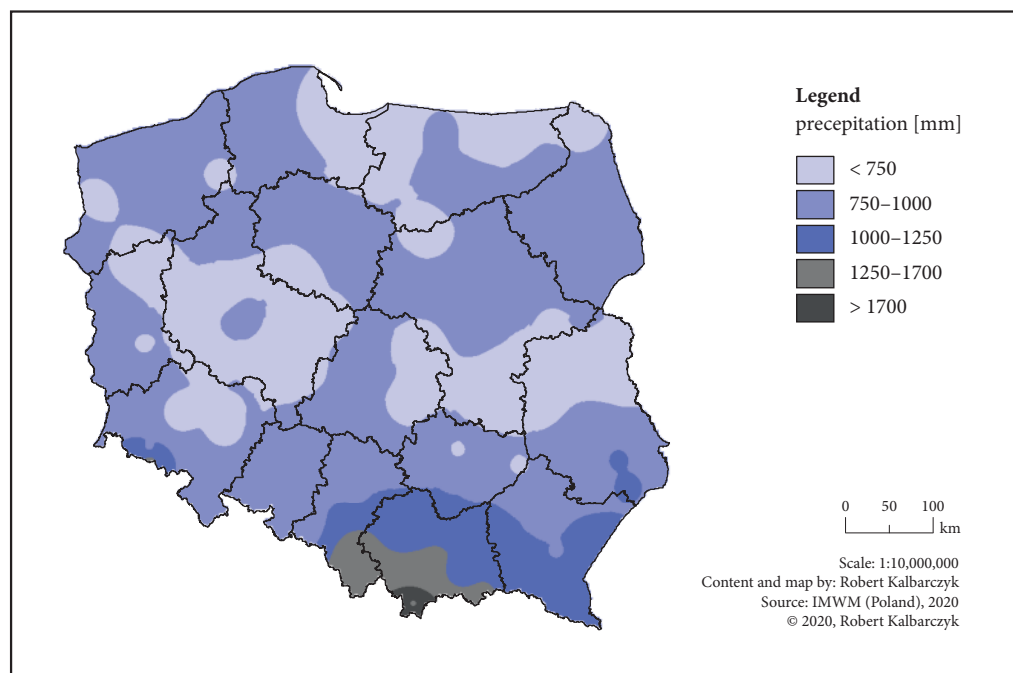 Legend
precepitation [mm]
< 750
750–1000
1000–1250
1250–1700
> 1700
0 50 100
km
Scale: 1:10,000,000
Content and map by: Robert Kalbarczyk
Source: IMWM (Poland), 2020
© 2020, Robert Kalbarczyk